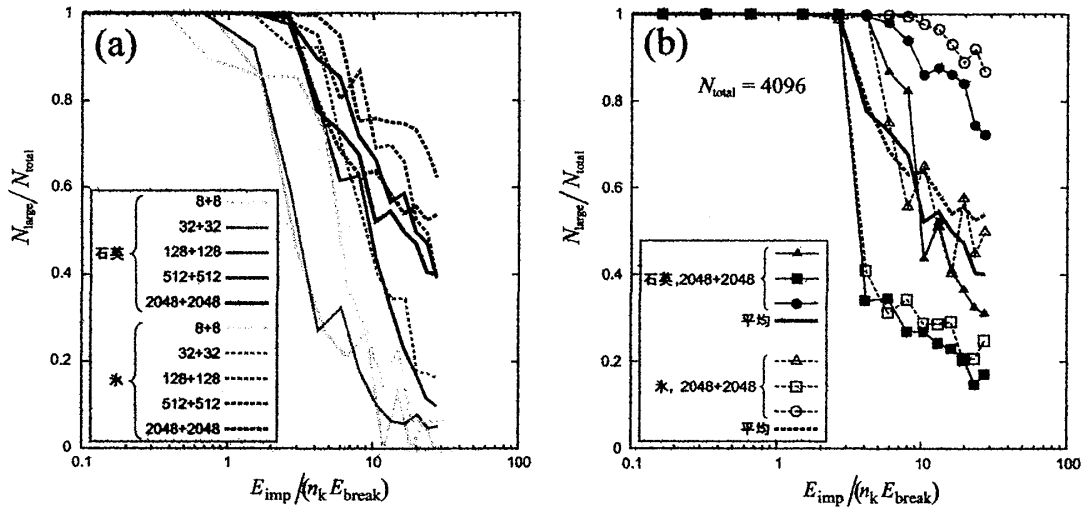 (a)
1
0.8
0.6
0.4
0.2
0
N_large / N_total
石英
8+8
32+32
128+128
512+512
2048+2048
氷
8+8
32+32
128+128
512+512
2048+2048
0.1
1
10
100
E_imp /(n_k E_break)
(b)
1
0.8
0.6
0.4
0.2
0
N_large / N_total
N_total = 4096
石英,2048+2048
平均
氷, 2048+2048
平均
0.1
1
10
100
E_imp /(n_k E_break)